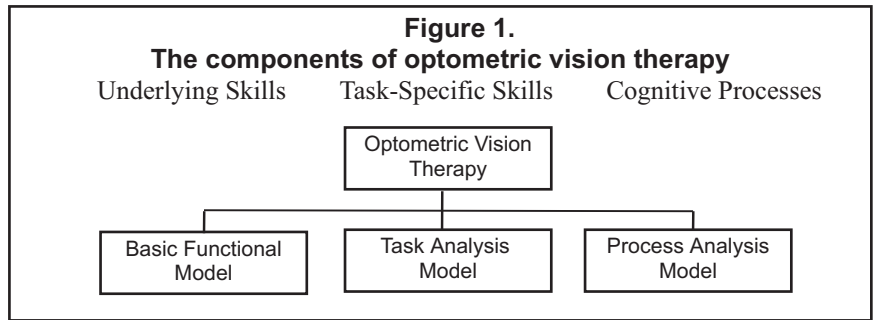 Figure 1.
The components of optometric vision therapy
Underlying Skills Task-Specific Skills Cognitive Processes
Optometric Vision
Therapy
Basic Functional
Model
Task Analysis
Model
Process Analysis
Model